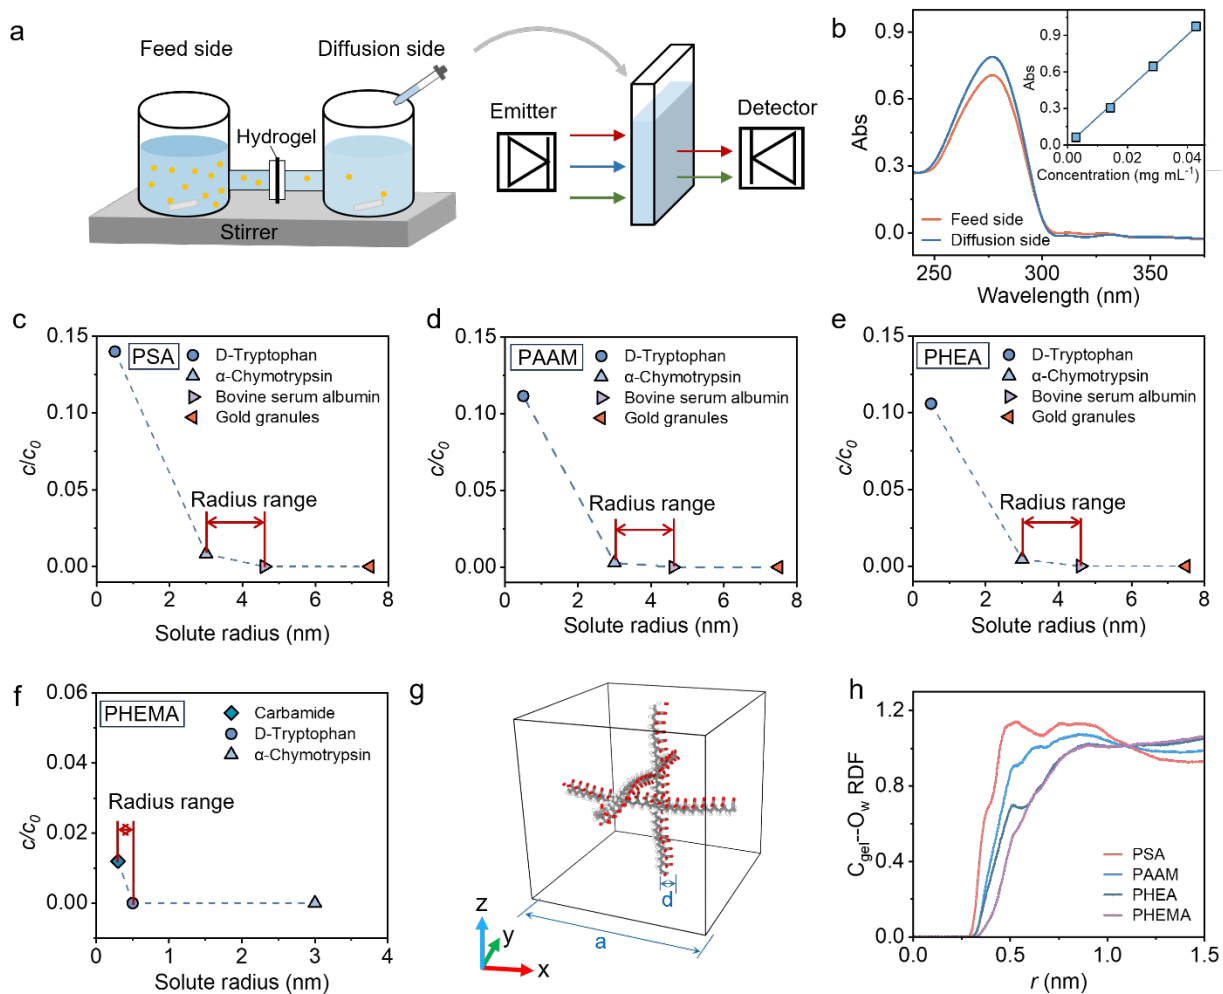 a
Feed side
Diffusion side
Hydrogel
Stirrer
Emitter
Detector
b
Abs
0.9
0.6
0.3
0.0
250
300
350
Wavelength (nm)
Feed side
Diffusion side
Abs
0.9
0.6
0.3
0.0
0.00
0.02
0.04
Concentration (mg mL⁻¹)
c
PSA
D-Tryptophan
α-Chymotrypsin
Bovine serum albumin
Gold granules
Radius range
c/c₀
0.15
0.10
0.05
0.00
0 2 4 6 8
Solute radius (nm)
d
PAAM
D-Tryptophan
α-Chymotrypsin
Bovine serum albumin
Gold granules
Radius range
c/c₀
0.15
0.10
0.05
0.00
0 2 4 6 8
Solute radius (nm)
e
PHEA
D-Tryptophan
α-Chymotrypsin
Bovine serum albumin
Gold granules
Radius range
c/c₀
0.15
0.10
0.05
0.00
0 2 4 6 8
Solute radius (nm)
f
PHEMA
Carbamide
D-Tryptophan
α-Chymotrypsin
Radius range
c/c₀
0.06
0.04
0.02
0.00
0 1 2 3 4
Solute radius (nm)
g
d
a
z
y
x
h
C_gel--O_w RDF
1.2
0.8
0.4
0.0
0.0 0.5 1.0 1.5
r (nm)
PSA
PAAM
PHEA
PHEMA